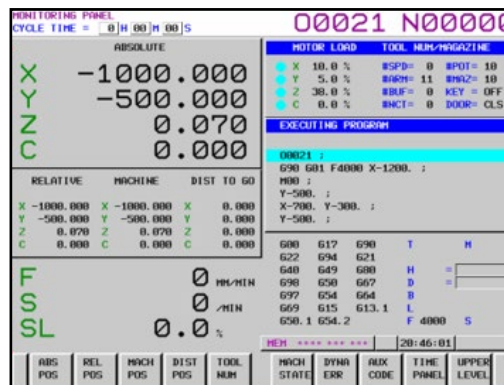 MONITORING PANEL
CYCLE TIME = 0 H 00 M 00 S
O0021 N0000
ABSOLUTE
X -1000.000
Y -500.000
Z 0.070
C 0.000
MOTOR LOAD TOOL NUM/MAGAZINE
X 10.0 % #SPD= 0 #POT= 10
Y 5.0 % #ARM= 11 #MAZ= 10
Z 38.0 % #BUF= 0 KEY = OFF
C 0.0 % #NCT= 0 DOOR= CLS
EXECUTING PROGRAM
O0021 ;
G90 G01 F4000 X-1200. ;
M00 ;
Y-500. ;
X-700. Y-300. ;
Y-500. ;
RELATIVE MACHINE DIST TO GO
X -1000.000 X -1000.000 X 0.000
Y -500.000 Y -500.000 Y 0.000
Z 0.070 Z 0.070 Z 0.000
C 0.000 C 0.000 C 0.000
F 0 MM/MIN
S 0 /MIN
SL 0.0 %
G00 G17 G90 T M
G22 G94 G21
G40 G49 G80 H =
G98 G50 G67 D =
G97 G54 G64 B
G69 G15 G13.1 L
G50.1 G54.2 F 4000 S
MEM **** *** *** 20:46:01
ABS POS
REL POS
MACH POS
DIST POS
TOOL NUM
MACH STATE
DYNA ERR
AUX CODE
TIME PANEL
UPPER LEVEL